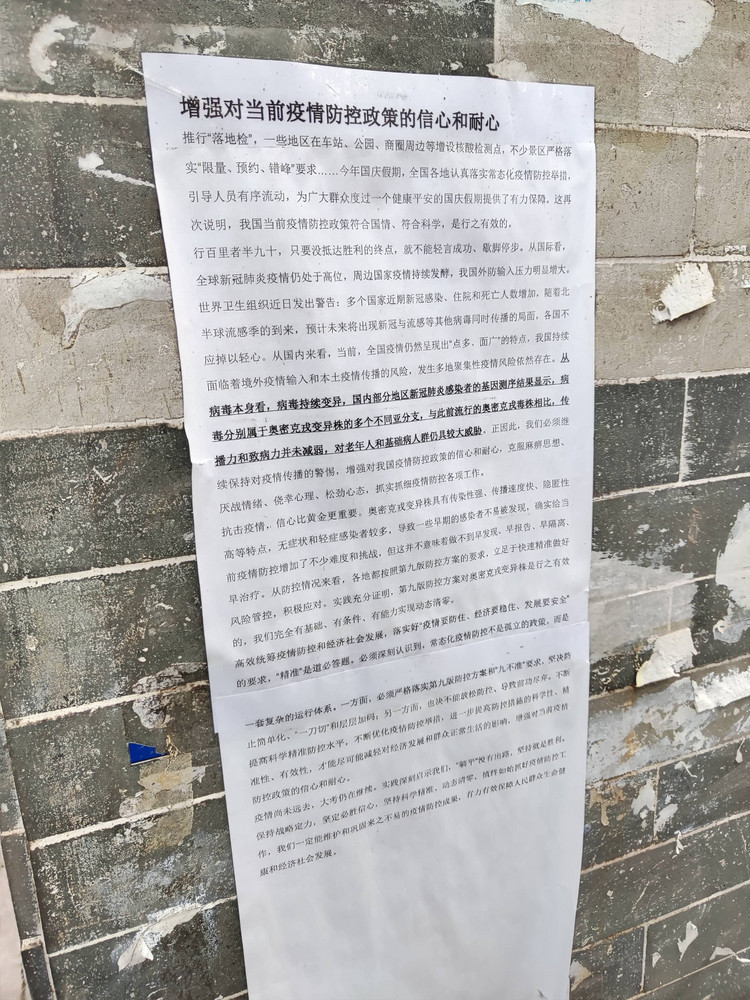 增强对当前疫情防控政策的信心和耐心
推行“落地检”，一些地区在车站、公园、商圈周边等增设核酸检测点，不少景区严格落
实“限量、预约、错峰”要求……今年国庆假期，全国各地认真落实常态化疫情防控举措，
引导人员有序流动，为广大群众度过一个健康平安的国庆假期提供了有力保障，这再
次说明，我国当前疫情防控政策符合国情、符合科学，是行之有效的。
行百里者半九十，只要没抵达胜利的终点，就不能轻言成功、歇脚停步。从国际看，
全球新冠肺炎疫情仍处于高位，周边国家疫情持续发酵，我国外防输入压力明显增大。
世界卫生组织近日发出警告：多个国家近期新冠感染、住院和死亡人数增加，随着北
半球流感季的到来，预计未来将出现新冠与流感等其他病毒同时传播的局面，各国不
应掉以轻心。从国内来看，当前，全国疫情仍然呈现出“点多、面广”的特点，我国持续
面临着境外疫情输入和本土疫情传播的风险，发生多地聚集性疫情风险依然存在。从
病毒本身看，病毒持续变异，国内部分地区新冠肺炎感染者的基因测序结果显示，病
毒分别属于奥密克戎变异株的多个不同亚分支，与此前流行的奥密克戎毒株相比，传
播力和致病力并未减弱，对老年人和基础病人群仍具较大威胁。正因此，我们必须继
续保持对疫情传播的警惕，增强对我国疫情防控政策的信心和耐心，克服麻痹思想、
厌战情绪、侥幸心理、松劲心态，抓实抓细疫情防控各项工作。
抗击疫情，信心比黄金更重要。奥密克戎变异株具有传染性强、传播速度快、隐匿性
高等特点，无症状和轻症感染者较多，导致一些早期的感染者不易被发现，确实给当
前疫情防控增加了不少难度和挑战，但这并不意味着做不到早发现、早报告、早隔离、
早治疗。从防控情况来看，各地都按照第九版防控方案的要求，立足于快速精准做好
风险管控，积极应对。实践充分证明，第九版防控方案对奥密克戎变异株是行之有效
的，我们完全有基础、有条件、有能力实现动态清零。
高效统筹疫情防控和经济社会发展，落实好“疫情要防住、经济要稳住、发展要安全”
的要求，“精准”是道必答题。必须深刻认识到，常态化疫情防控不是孤立的政策，而是
一套复杂的运行体系。一方面，必须严格落实第九版防控方案和“九不准”要求，坚决防
止简单化、“一刀切”和层层加码；另一方面，也决不能放松防控、导致前功尽弃。不断
提高科学精准防控水平，不断优化疫情防控举措，进一步提高防控措施的科学性、精
准性、有效性，才能尽可能减轻对经济发展和群众正常生活的影响，增强对当前疫情
防控政策的信心和耐心。
疫情尚未远去，大考仍在继续。实践深刻启示我们，“躺平”没有出路，坚持就是胜利。
保持战略定力，坚定必胜信心，坚持科学精准、动态清零，慎终如始抓好疫情防控工
作，我们一定能维护和巩固来之不易的疫情防控成果，有力有效保障人民群众生命健
康和经济社会发展。